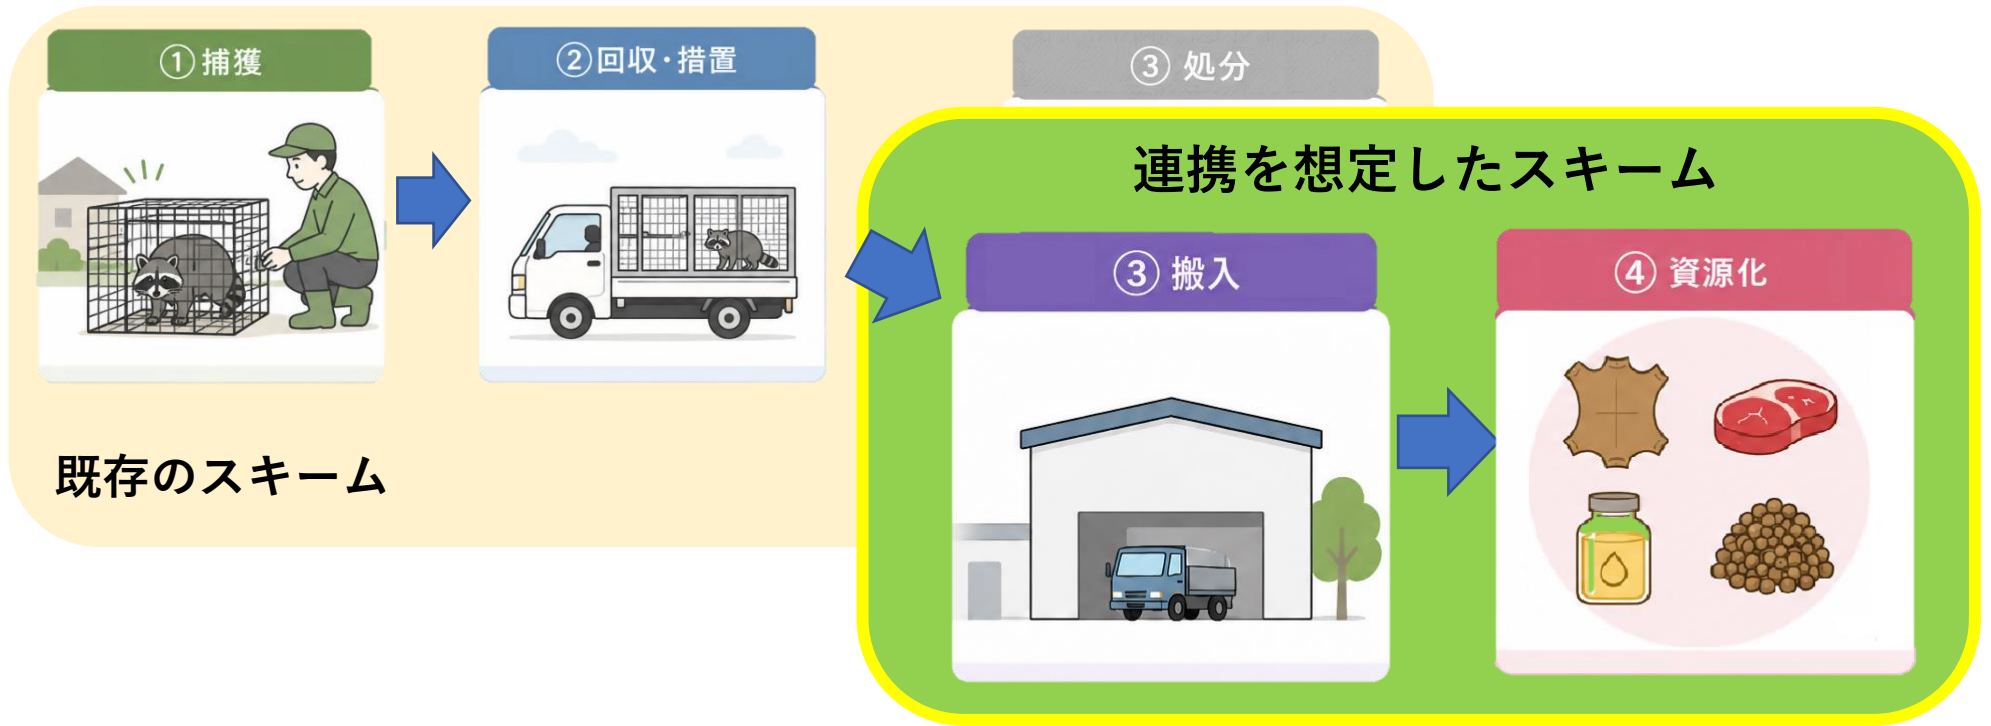 ①捕獲
②回収・措置
③ 処分
連携を想定したスキーム
③ 搬入
④ 資源化
既存のスキーム